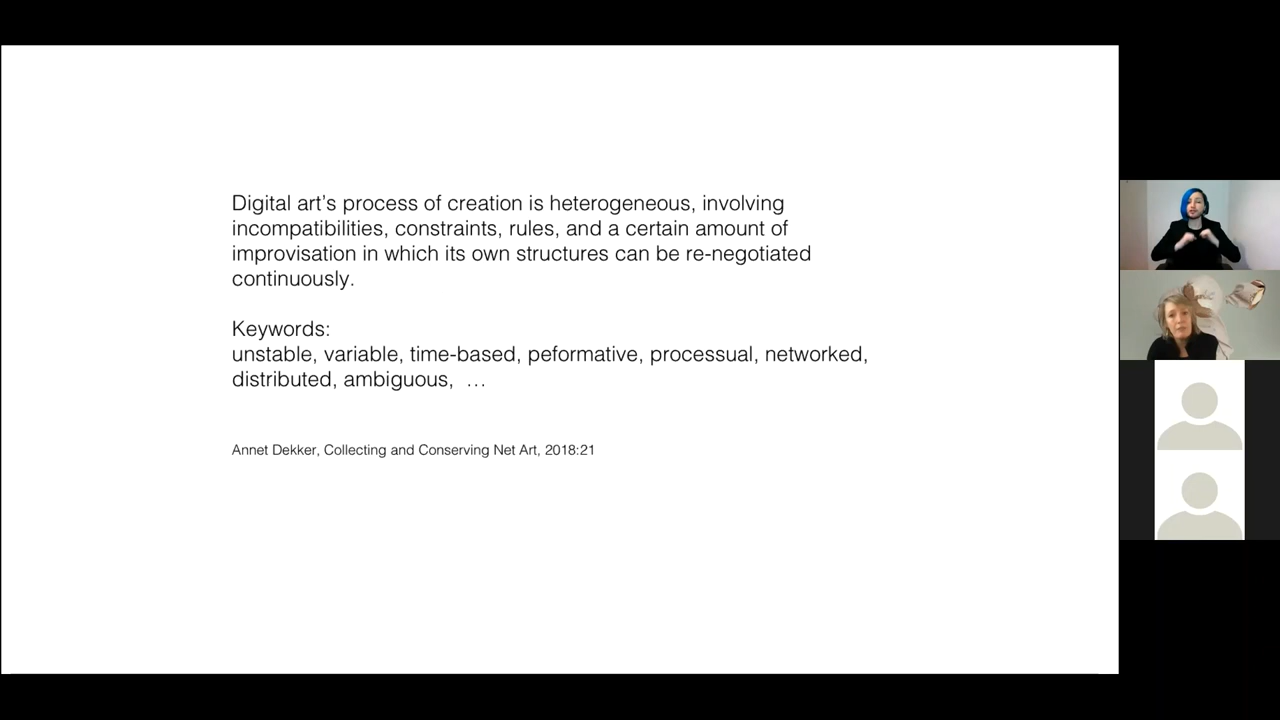 Digital art’s process of creation is heterogeneous, involving
incompatibilities, constraints, rules, and a certain amount of
improvisation in which its own structures can be re-negotiated
continuously.
Keywords:
unstable, variable, time-based, peformative, processual, networked,
distributed, ambiguous,  …
Annet Dekker, Collecting and Conserving Net Art, 2018:21